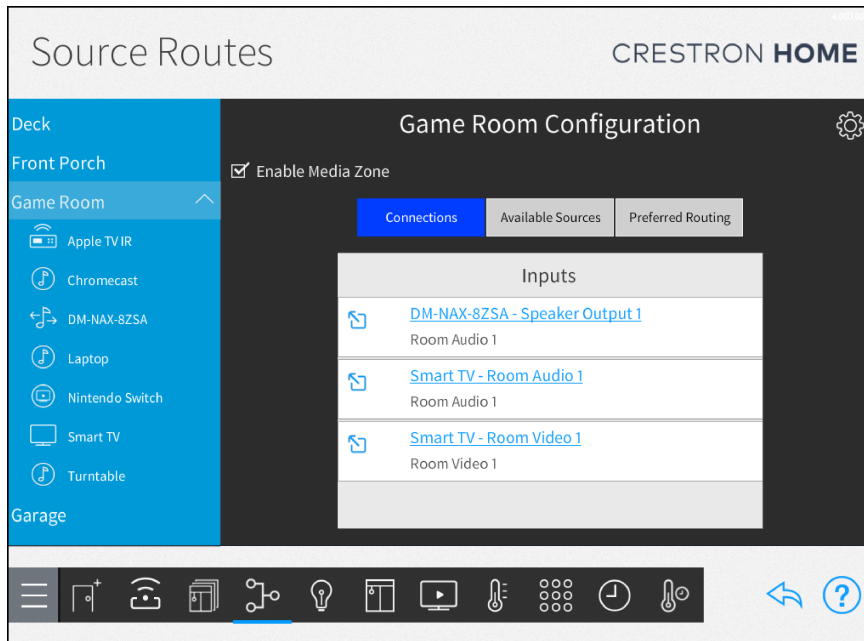 Source Routes
CRESTRON HOME
Deck
Front Porch
Game Room
Apple TV IR
Chromecast
DM-NAX-8ZSA
Laptop
Nintendo Switch
Smart TV
Turntable
Garage
Game Room Configuration
Enable Media Zone
Connections
Available Sources
Preferred Routing
Inputs
DM-NAX-8ZSA - Speaker Output 1
Room Audio 1
Smart TV - Room Audio 1
Room Audio 1
Smart TV - Room Video 1
Room Video 1
?